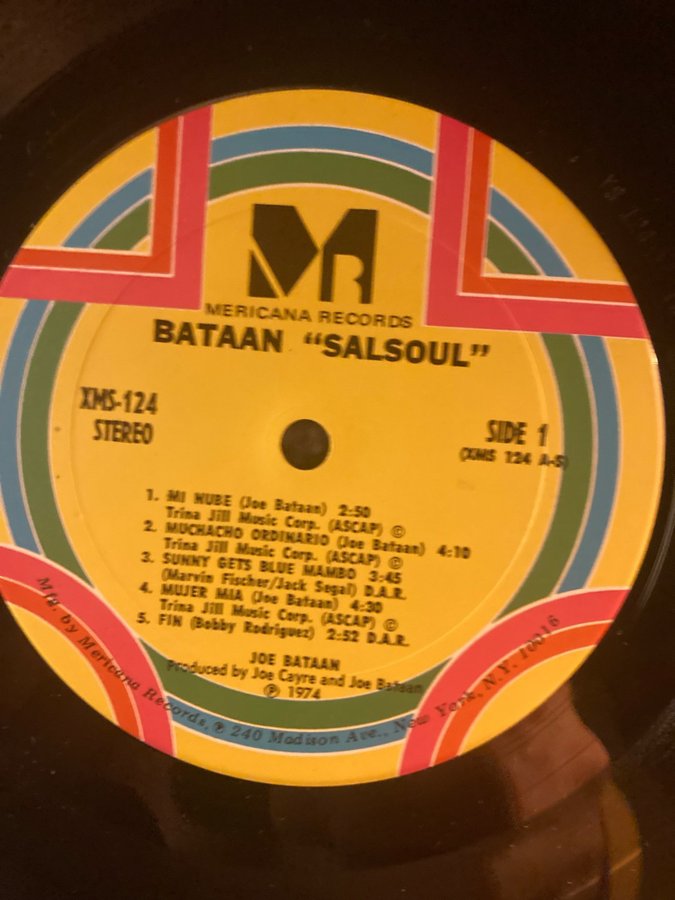 MR
MERICANA RECORDS
BATAAN "SALSOUL"
XMS-124
STEREO
SIDE 1
(XMS 124 A-S)
1. MI NUBE (Joe Bataan) 2:50
Trina Jill Music Corp. (ASCAP) ©
2. MUCHACHO ORDINARIO (Joe Bataan) 4:10
Trina Jill Music Corp. (ASCAP) ©
3. SUNNY GETS BLUE MAMBO 3:45
(Marvin Fischer/Jack Segal) D.A.R.
4. MUJER MIA (Joe Bataan) 4:30
Trina Jill Music Corp. (ASCAP) ©
5. FIN (Bobby Rodriguez) 2:52 D.A.R.
JOE BATAAN
Produced by Joe Cayre and Joe Bataan
℗ 1974
Mfg. by Mericana Records, ℗ 240 Madison Ave., New York, N.Y. 10016